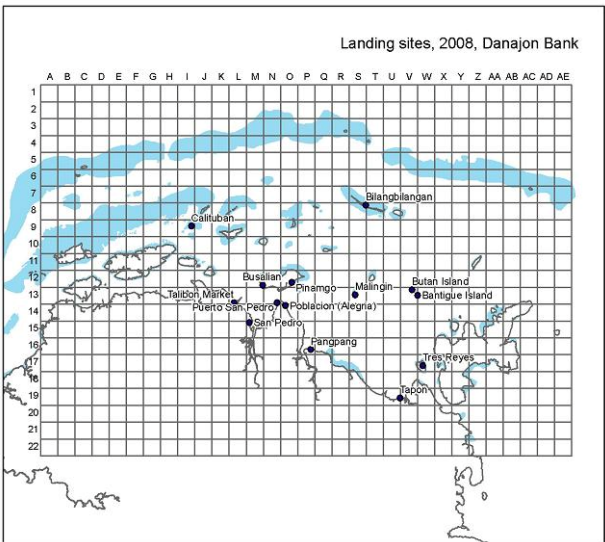 Landing sites, 2008, Danajon Bank
A B C D E F G H I J K L M N O P Q R S T U V W X Y Z AA AB AC AD AE
1
2
3
4
5
6
7
Bilangbilangan
8
Calituban
9
10
11
12
Busalian
Pinamgo
Malingin
Butan Island
13
Talibon Market
Bantigue Island
14
Puerto San Pedro
Poblacion (Alegria)
15
San Pedro
16
Pangpang
17
Tres Reyes
18
19
Tapon
20
21
22